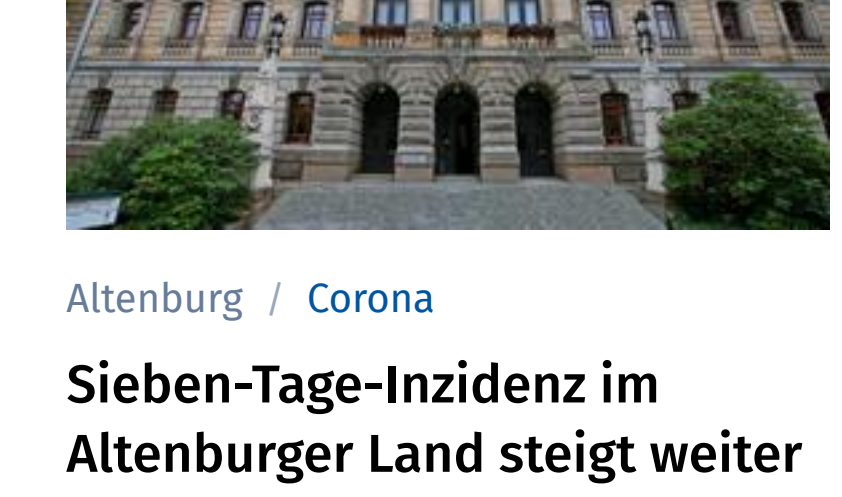 Altenburg / Corona
Sieben-Tage-Inzidenz im
Altenburger Land steigt weiter